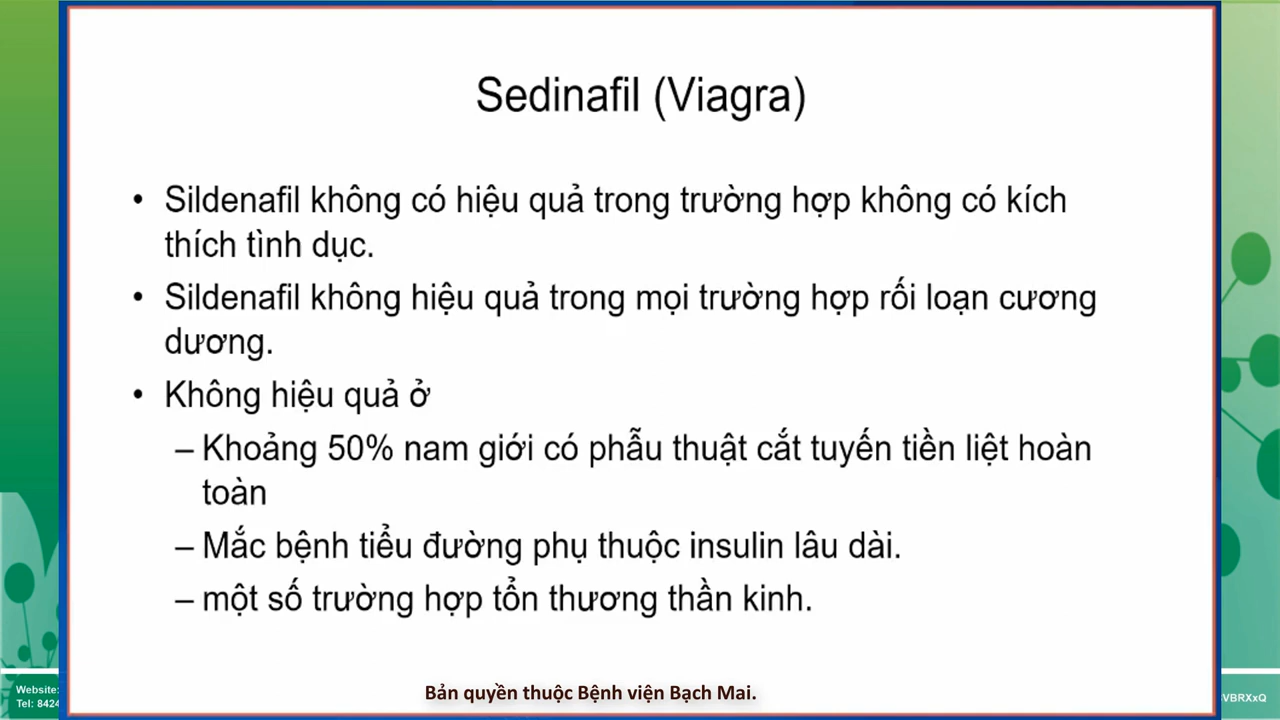 Sedinafil (Viagra)
• Sildenafil không có hiệu quả trong trường hợp không có kích
thích tình dục.
• Sildenafil không hiệu quả trong mọi trường hợp rối loạn cương
dương.
• Không hiệu quả ở
– Khoảng 50% nam giới có phẫu thuật cắt tuyến tiền liệt hoàn
toàn
– Mắc bệnh tiểu đường phụ thuộc insulin lâu dài.
– một số trường hợp tổn thương thần kinh.
Bản quyền thuộc Bệnh viện Bạch Mai.
Website:
Tel: 8424
VBRXxQ